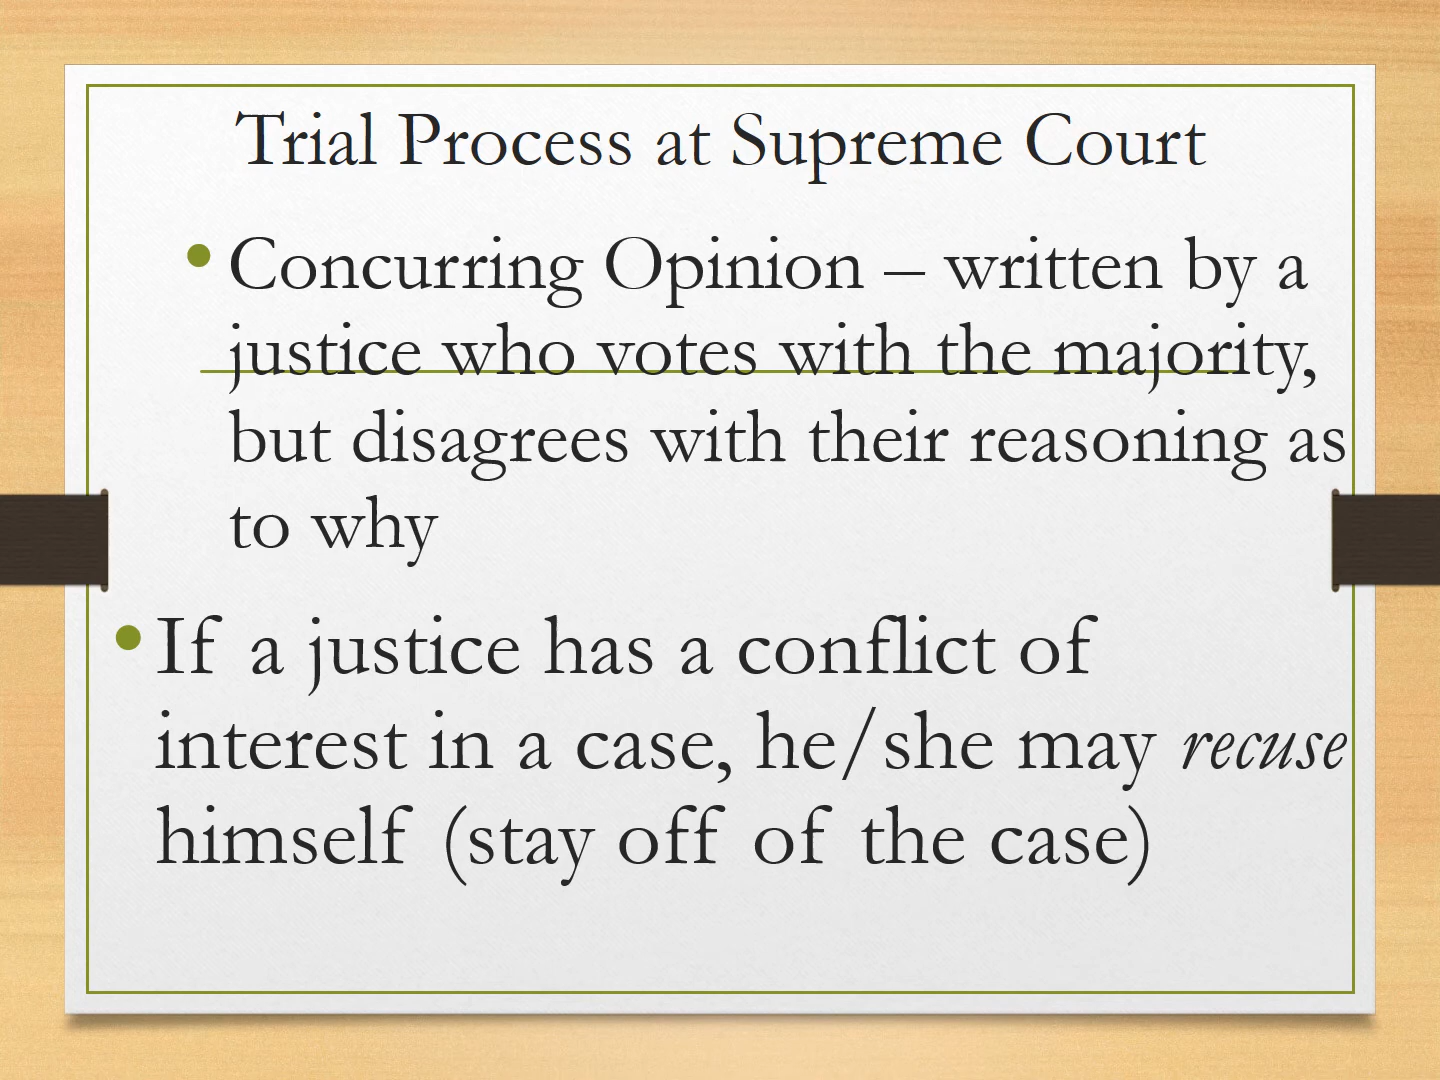 Trial Process at Supreme Court
• Concurring Opinion – written by a
justice who votes with the majority,
but disagrees with their reasoning as
to why
• If a justice has a conflict of
interest in a case, he/she may recuse
himself (stay off of the case)